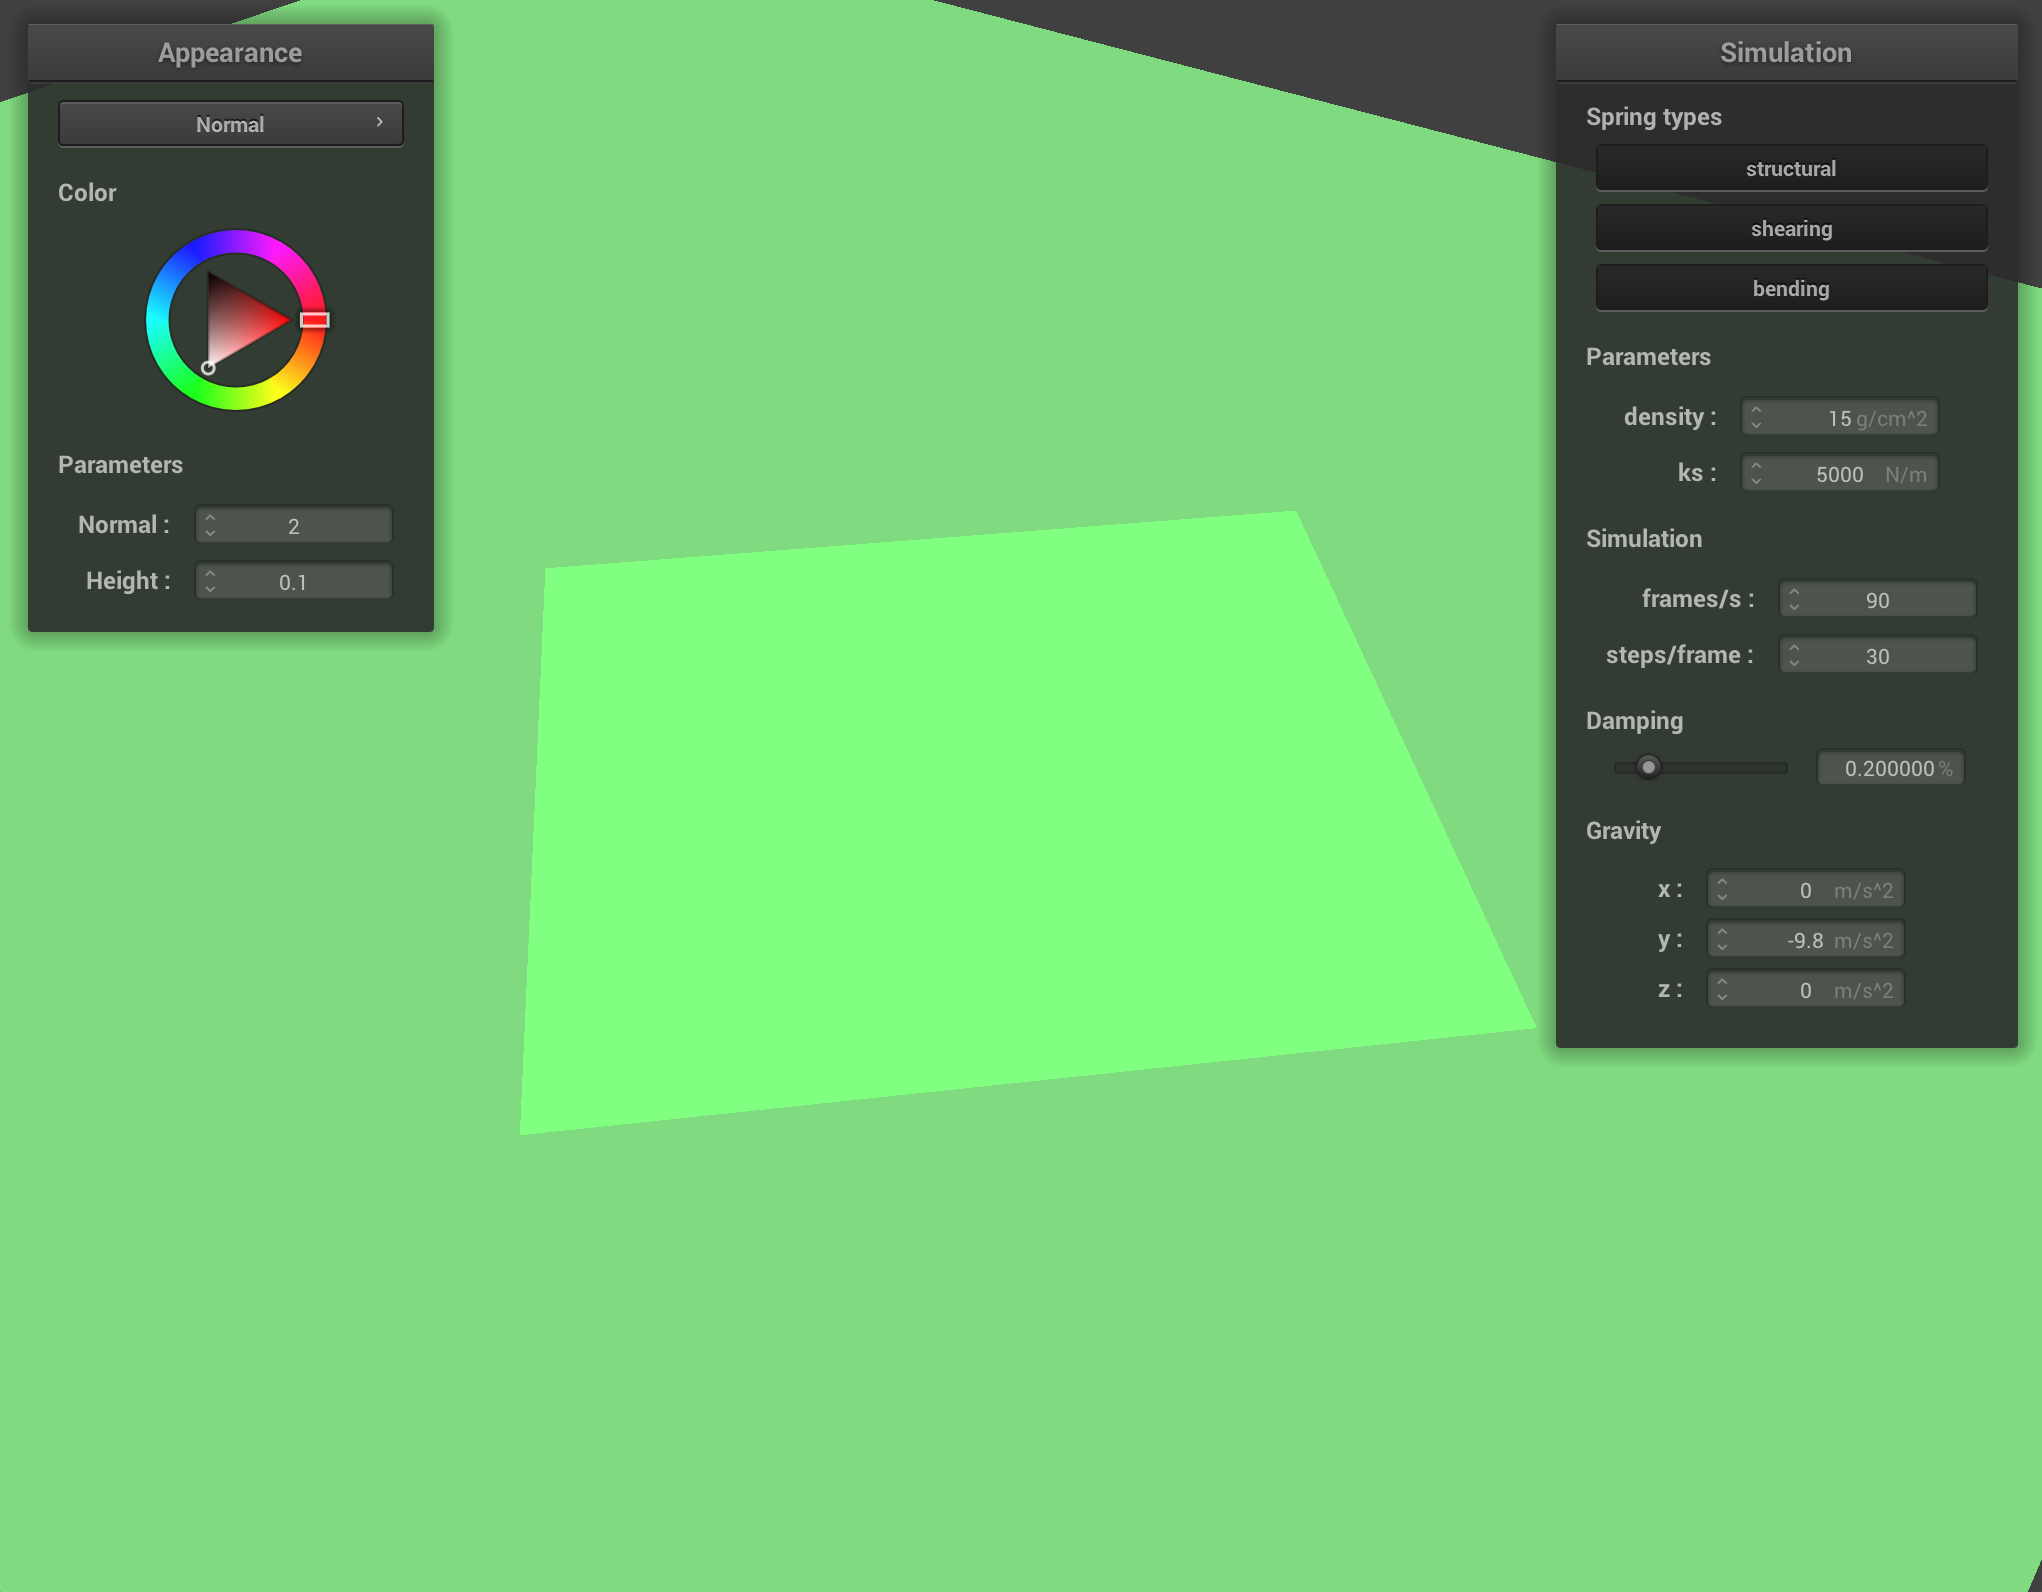 Appearance
Normal
Color
Parameters
Normal : 2
Height : 0.1
Simulation
Spring types
structural
shearing
bending
Parameters
density : 15 g/cm^2
ks : 5000 N/m
Simulation
frames/s : 90
steps/frame : 30
Damping
0.200000 %
Gravity
x : 0 m/s^2
y : -9.8 m/s^2
z : 0 m/s^2